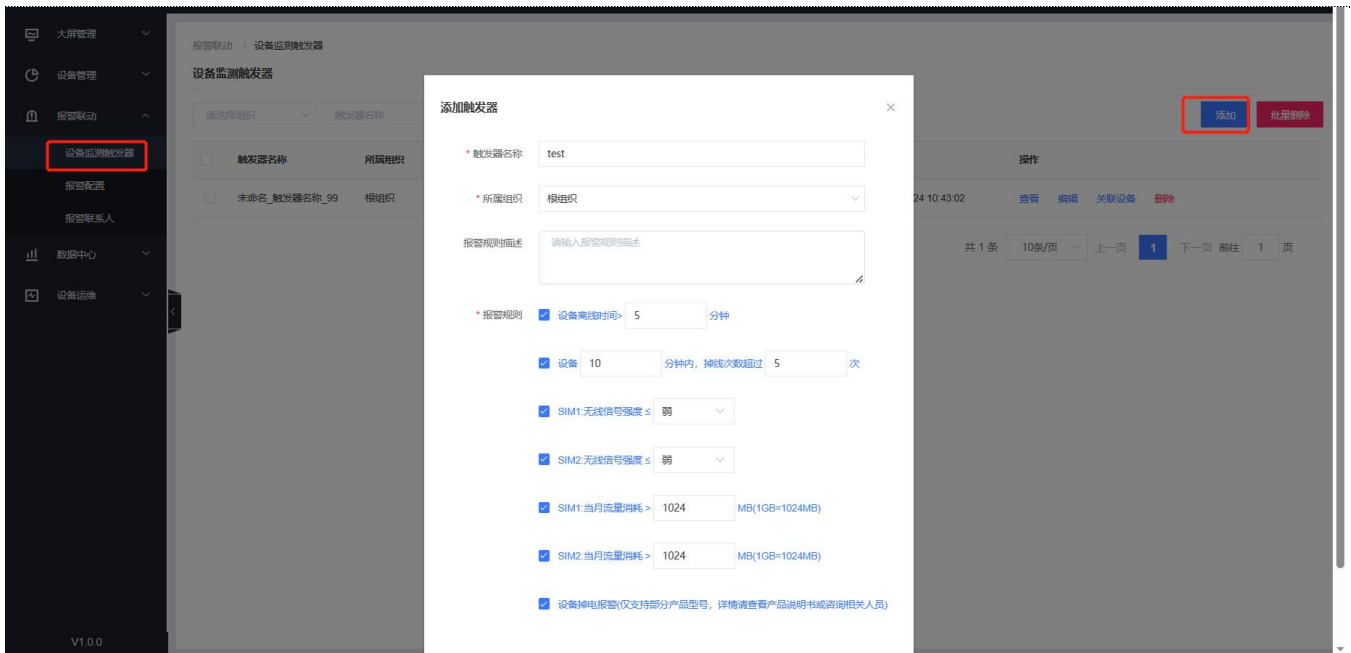 大屏管理
设备管理
报警联动
设备监测触发器
报警配置
报警联系人
数据中心
设备运维
V1.0.0
报警联动 > 设备监测触发器
设备监测触发器
请选择组织 触发器名称 添加 批量删除
触发器名称 所属组织 操作
未命名_触发器名称_99 根组织 24 10:43:02 查看 编辑 关联设备 删除
共 1 条 10条/页 上一页 1 下一页 前往 1 页
添加触发器
* 触发器名称 test
* 所属组织 根组织
报警规则描述 请输入报警规则描述
* 报警规则 设备离线时间> 5 分钟
设备 10 分钟内，掉线次数超过 5 次
SIM1:无线信号强度 ≤ 弱
SIM2:无线信号强度 ≤ 弱
SIM1:当月流量消耗 > 1024 MB(1GB=1024MB)
SIM2:当月流量消耗 > 1024 MB(1GB=1024MB)
设备掉电报警(仅支持部分产品型号，详情请查看产品说明书或咨询相关人员)